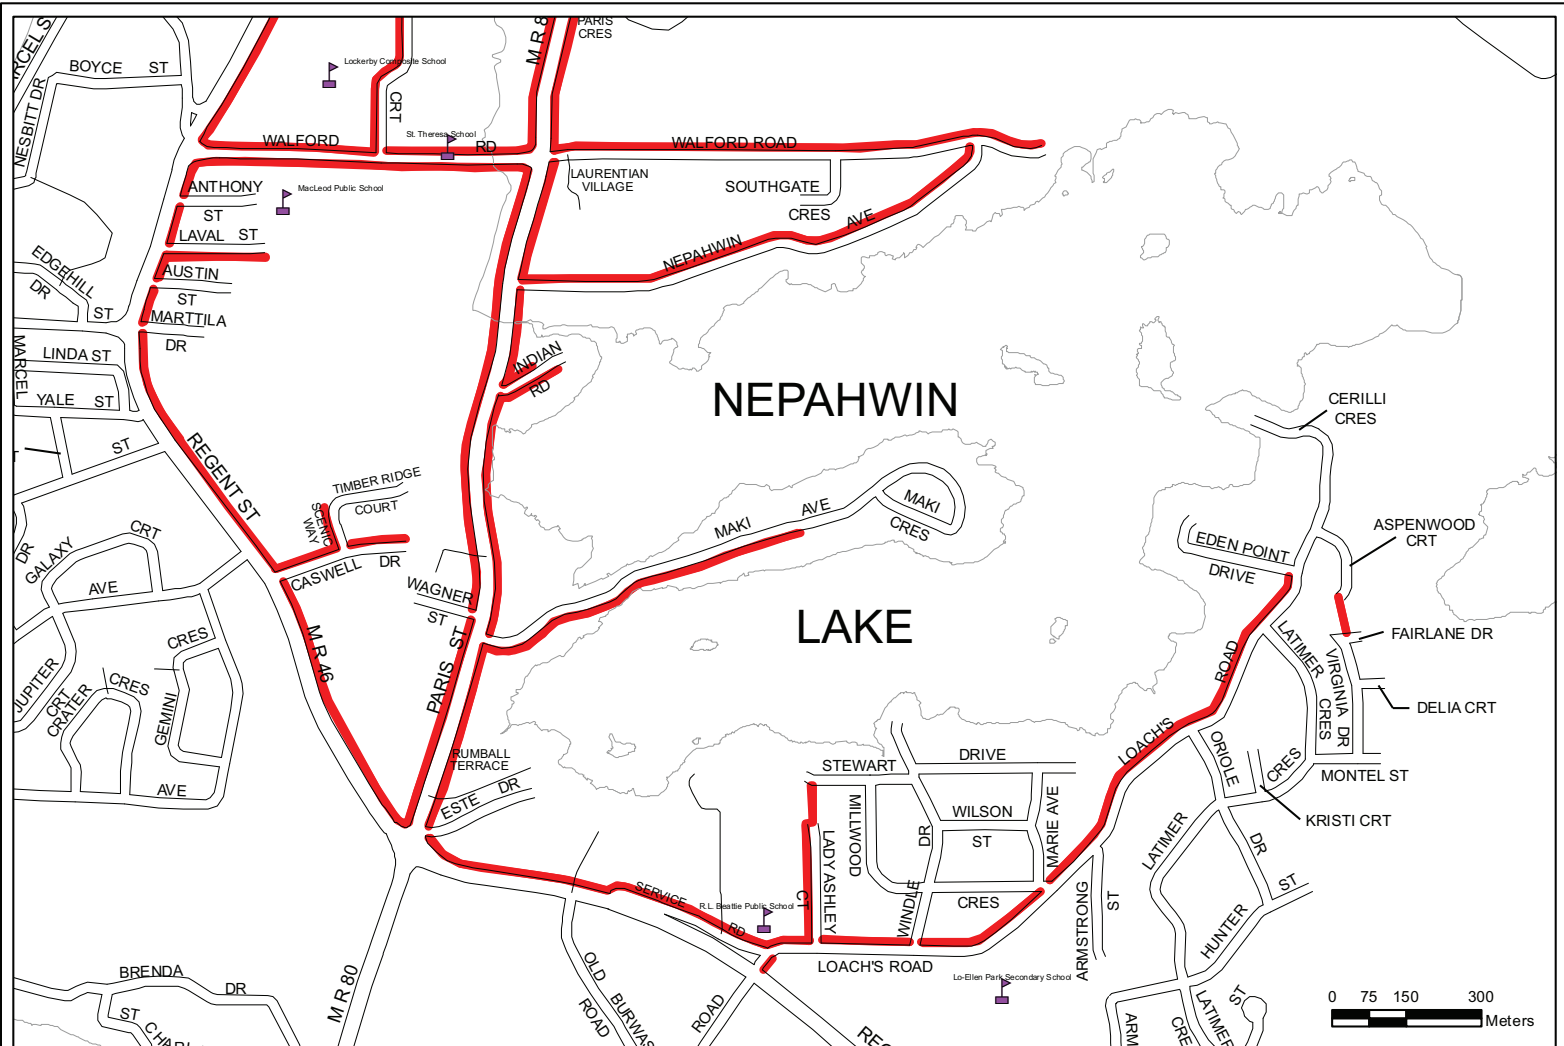 PARIS
CRES
M R 8
BOYCE ST
NESBITT DR
Lockerby Composite School
CRT
WALFORD RD
St. Theresa School
WALFORD ROAD
LAURENTIAN
VILLAGE
SOUTHGATE
CRES
ANTHONY
ST
MacLeod Public School
LAVAL ST
NEPAHWIN AVE
EDGEHILL
DR
AUSTIN
ST
ST
MARTTILA
DR
MARCEL
LINDA ST
YALE ST
ST
INDIAN
RD
NEPAHWIN
LAKE
CERILLI
CRES
REGENT ST
TIMBER RIDGE
COURT
SCENIC
WAY
MAKI AVE
MAKI
CRES
ASPENWOOD
CRT
EDEN POINT
DRIVE
GALAXY CRT
DR
AVE
CASWELL DR
WAGNER
ST
M R 46
PARIS ST
FAIRLANE DR
LATIMER
CRES
VIRGINIA DR
DELIA CRT
CRES
JUPITER
CRT
CRATER
CRES
GEMINI
AVE
RUMBALL
TERRACE
ESTE DR
STEWART DRIVE
LOACH'S ROAD
ORIOLE
DR
CRES
MONTEL ST
KRISTI CRT
MILLWOOD
WILSON
ST
MARIE AVE
LADY ASHLEY
CT
WINDLE
DR
CRES
LATIMER
HUNTER ST
ARMSTRONG
ST
SERVICE
RD
R.L. Beattie Public School
LOACH'S ROAD
Lo-Ellen Park Secondary School
BRENDA DR
ST
M R 80
OLD BURWAS
ROAD
ROAD
LATIMER
CRE
ST
ARM
0 75 150 300
Meters